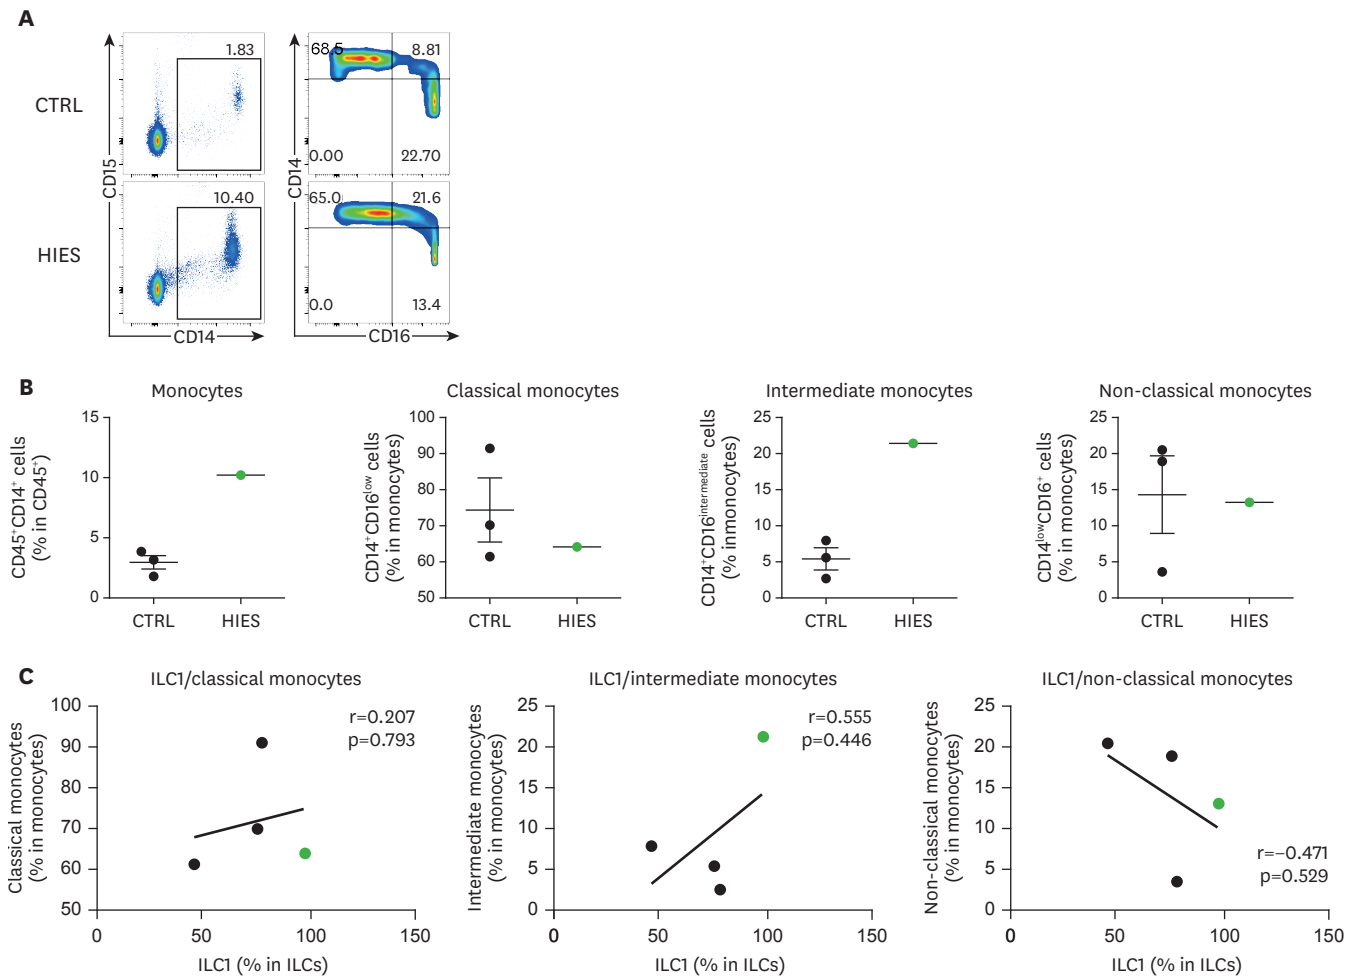 A
CTRL
HIES
CD15
CD14
1.83
10.40
CD14
CD16
68.5
8.81
0.00
22.70
65.0
21.6
0.0
13.4
B
Monocytes
CD45⁺CD14⁺ cells
(% in CD45⁺)
15
10
5
0
CTRL HIES
Classical monocytes
CD14⁺CD16ˡᵒʷ cells
(% in monocytes)
100
90
80
70
60
50
CTRL HIES
Intermediate monocytes
CD14⁺CD16ⁱⁿᵗᵉʳᵐᵉᵈⁱᵃᵗᵉ cells
(% inmonocytes)
25
20
15
10
5
0
CTRL HIES
Non-classical monocytes
CD14ˡᵒʷCD16⁺ cells
(% in monocytes)
25
20
15
10
5
0
CTRL HIES
C
ILC1/classical monocytes
Classical monocytes
(% in monocytes)
100
90
80
70
60
50
r=0.207
p=0.793
0 50 100 150
ILC1 (% in ILCs)
ILC1/intermediate monocytes
Intermediate monocytes
(% in monocytes)
25
20
15
10
5
0
r=0.555
p=0.446
0 50 100 150
ILC1 (% in ILCs)
ILC1/non-classical monocytes
Non-classical monocytes
(% in monocytes)
25
20
15
10
5
0
r=−0.471
p=0.529
0 50 100 150
ILC1 (% in ILCs)